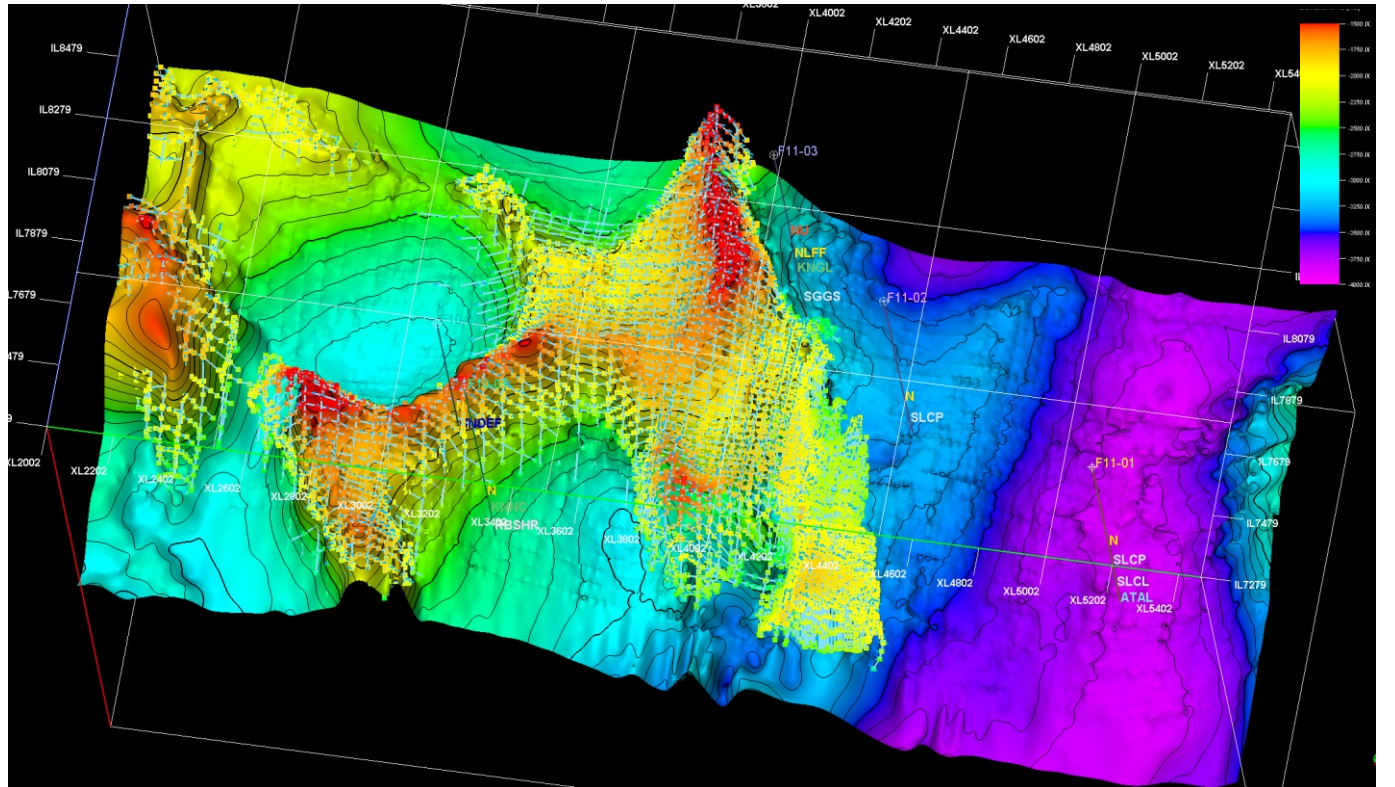 XL4002
XL4202
XL4402
XL4602
XL4802
XL5002
XL5202
IL8479
IL8279
IL8079
IL7879
F11-03
NLFF
KNGL
SGGS
F11-02
N
SLCP
NDEF
N
RBSHR
F11-01
N
SLCP
SLCL
ATAL
XL2002
XL2202
XL2402
XL2602
XL2802
XL3002
XL3202
XL3402
XL3602
XL3802
XL4002
XL4202
XL4402
XL4602
XL4802
XL5002
XL5202
XL5402
IL8079
IL7879
IL7679
IL7479
IL7279